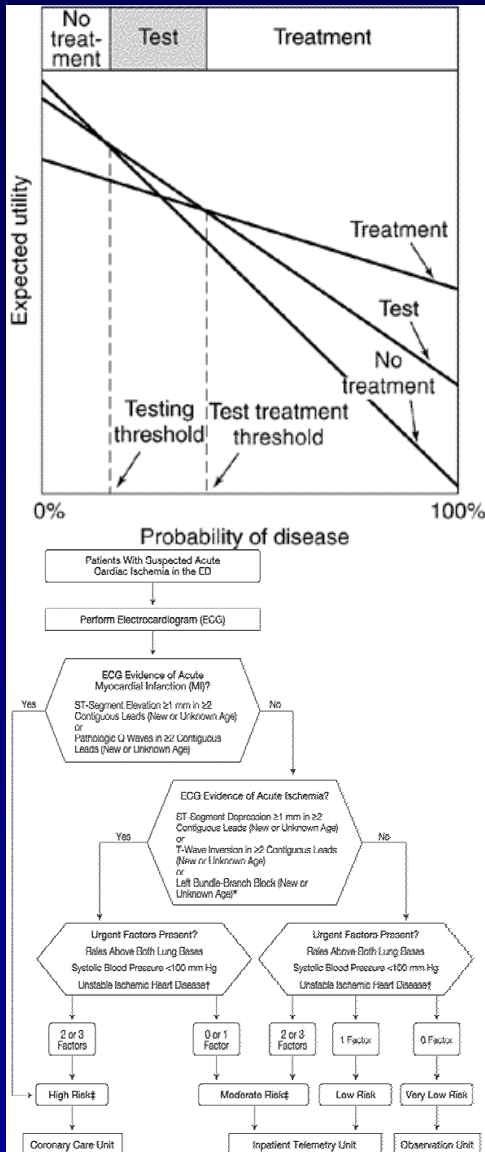 No
treat-
ment
Test
Treatment
Expected utility
Treatment
Test
No
treatment
Testing
threshold
Test treatment
threshold
0%
100%
Probability of disease
Patients With Suspected Acute
Cardiac Ischemia in the ED
Perform Electrocardiogram (ECG)
ECG Evidence of Acute
Myocardial Infarction (MI)?
Yes
ST-Segment Elevation ≥1 mm in ≥2
No
Contiguous Leads (New or Unknown Age)
or
Pathologic Q Waves in ≥2 Contiguous
Leads (New or Unknown Age)
ECG Evidence of Acute Ischemia?
ST-Segment Depression ≥1 mm in ≥2
Contiguous Leads (New or Unknown Age)
Yes
or
No
T-Wave Inversion in ≥2 Contiguous Leads
(New or Unknown Age)
or
Left Bundle-Branch Block (New or
Unknown Age)*
Urgent Factors Present?
Rales Above Both Lung Bases
Systolic Blood Pressure <100 mm Hg
Unstable Ischemic Heart Disease†
Urgent Factors Present?
Rales Above Both Lung Bases
Systolic Blood Pressure <100 mm Hg
Unstable Ischemic Heart Disease†
2 or 3
Factors
0 or 1
Factor
2 or 3
Factors
1 Factor
0 Factor
High Risk‡
Moderate Risk‡
Low Risk
Very Low Risk
Coronary Care Unit
Inpatient Telemetry Unit
Observation Unit